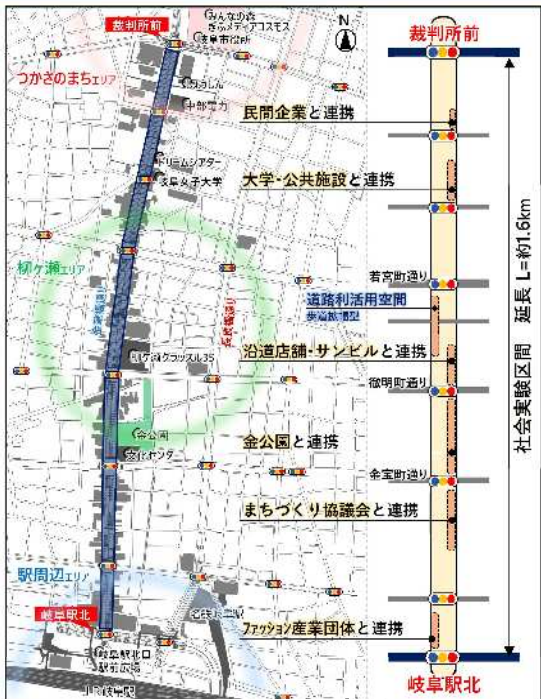 裁判所前
みんなの森
ぎふメディアコスモス
岐阜市役所
N
つかさのまちエリア
中部電力
ドリームシアター
岐阜女子大学
柳ヶ瀬エリア
柳ヶ瀬グラッスル35
金公園
文化センター
駅周辺エリア
岐阜駅北
名鉄岐阜駅
岐阜駅北口
駅前広場
JR岐阜駅
裁判所前
民間企業と連携
大学・公共施設と連携
若宮町通り
道路利活用空間
歩道拡幅型
沿道店舗・サンビルと連携
徹明町通り
金公園と連携
金宝町通り
まちづくり協議会と連携
ファッション産業団体と連携
岐阜駅北
社会実験区間 延長 L=約1.6km